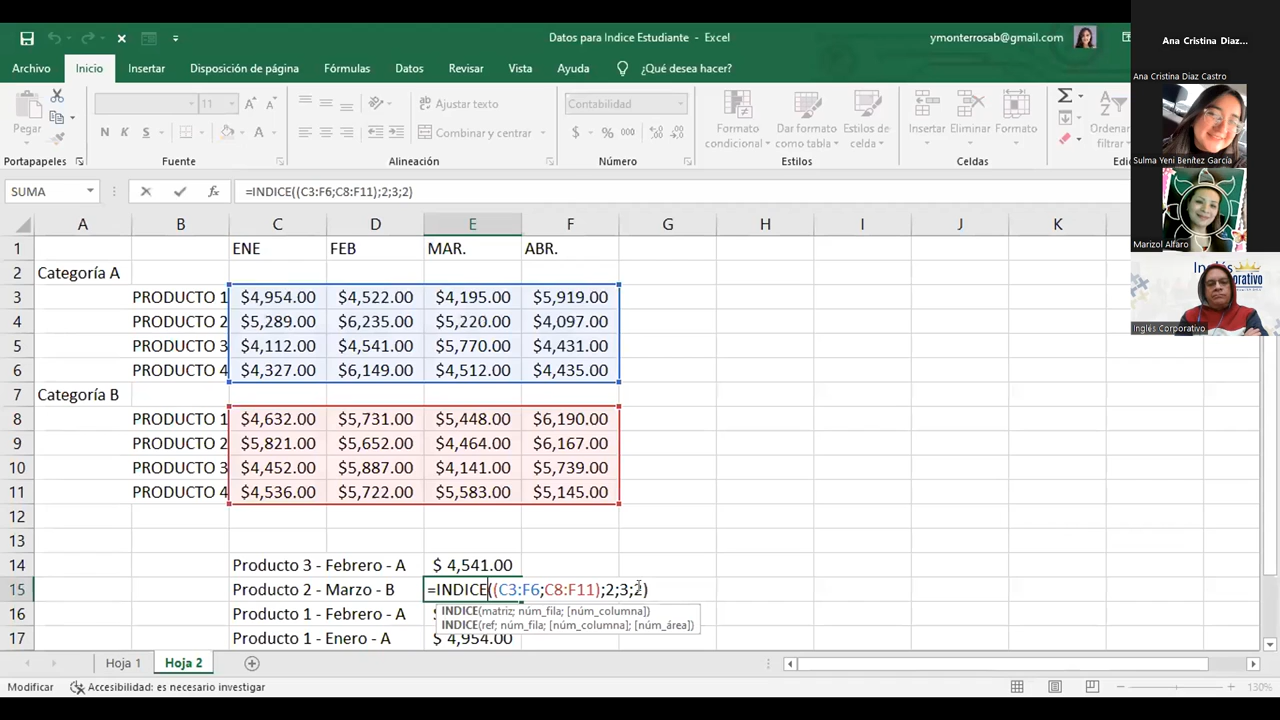 Datos para Indice Estudiante - Excel
ymonterrosab@gmail.com
Archivo Inicio Insertar Disposición de página Fórmulas Datos Revisar Vista Ayuda ¿Qué desea hacer?
Pegar
11
Ajustar texto
Contabilidad
N K S
Combinar y centrar
$ % 000
Formato condicional
Dar formato como tabla
Estilos de celda
Insertar Eliminar Formato
Ordenar
Portapapeles Fuente Alineación Número Estilos Celdas
SUMA
fx
=INDICE((C3:F6;C8:F11);2;3;2)
A B C D E F G H I J K
1 ENE FEB MAR. ABR.
2 Categoría A
3 PRODUCTO 1 $4,954.00 $4,522.00 $4,195.00 $5,919.00
4 PRODUCTO 2 $5,289.00 $6,235.00 $5,220.00 $4,097.00
5 PRODUCTO 3 $4,112.00 $4,541.00 $5,770.00 $4,431.00
6 PRODUCTO 4 $4,327.00 $6,149.00 $4,512.00 $4,435.00
7 Categoría B
8 PRODUCTO 1 $4,632.00 $5,731.00 $5,448.00 $6,190.00
9 PRODUCTO 2 $5,821.00 $5,652.00 $4,464.00 $6,167.00
10 PRODUCTO 3 $4,452.00 $5,887.00 $4,141.00 $5,739.00
11 PRODUCTO 4 $4,536.00 $5,722.00 $5,583.00 $5,145.00
12
13
14 Producto 3 - Febrero - A $ 4,541.00
15 Producto 2 - Marzo - B =INDICE((C3:F6;C8:F11);2;3;2)
INDICE(matriz; núm_fila; [núm_columna])
16 Producto 1 - Febrero - A $
INDICE(ref; núm_fila; [núm_columna]; [núm_área])
17 Producto 1 - Enero - A $ 4,954.00
Hoja 1 Hoja 2
Modificar Accesibilidad: es necesario investigar 130%
Ana Cristina Diaz...
Ana Cristina Diaz Castro
Sulma Yeni Benítez García
Marizol Alfaro
Inglés Corporativo